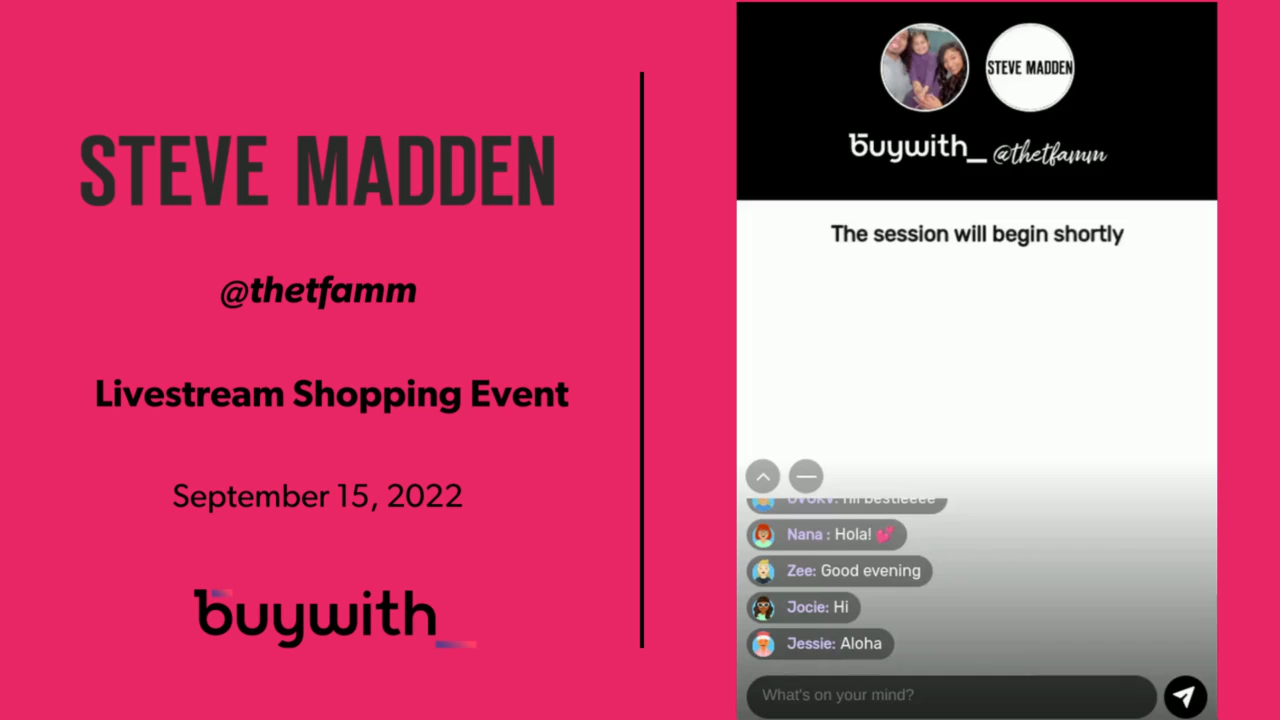 STEVE MADDEN
@thetfamm
Livestream Shopping Event
September 15, 2022
buywith_
STEVE MADDEN
buywith_ @thetfamm
The session will begin shortly
Nana : Hola! 💕
Zee: Good evening
Jocie: Hi
Jessie: Aloha
What's on your mind?